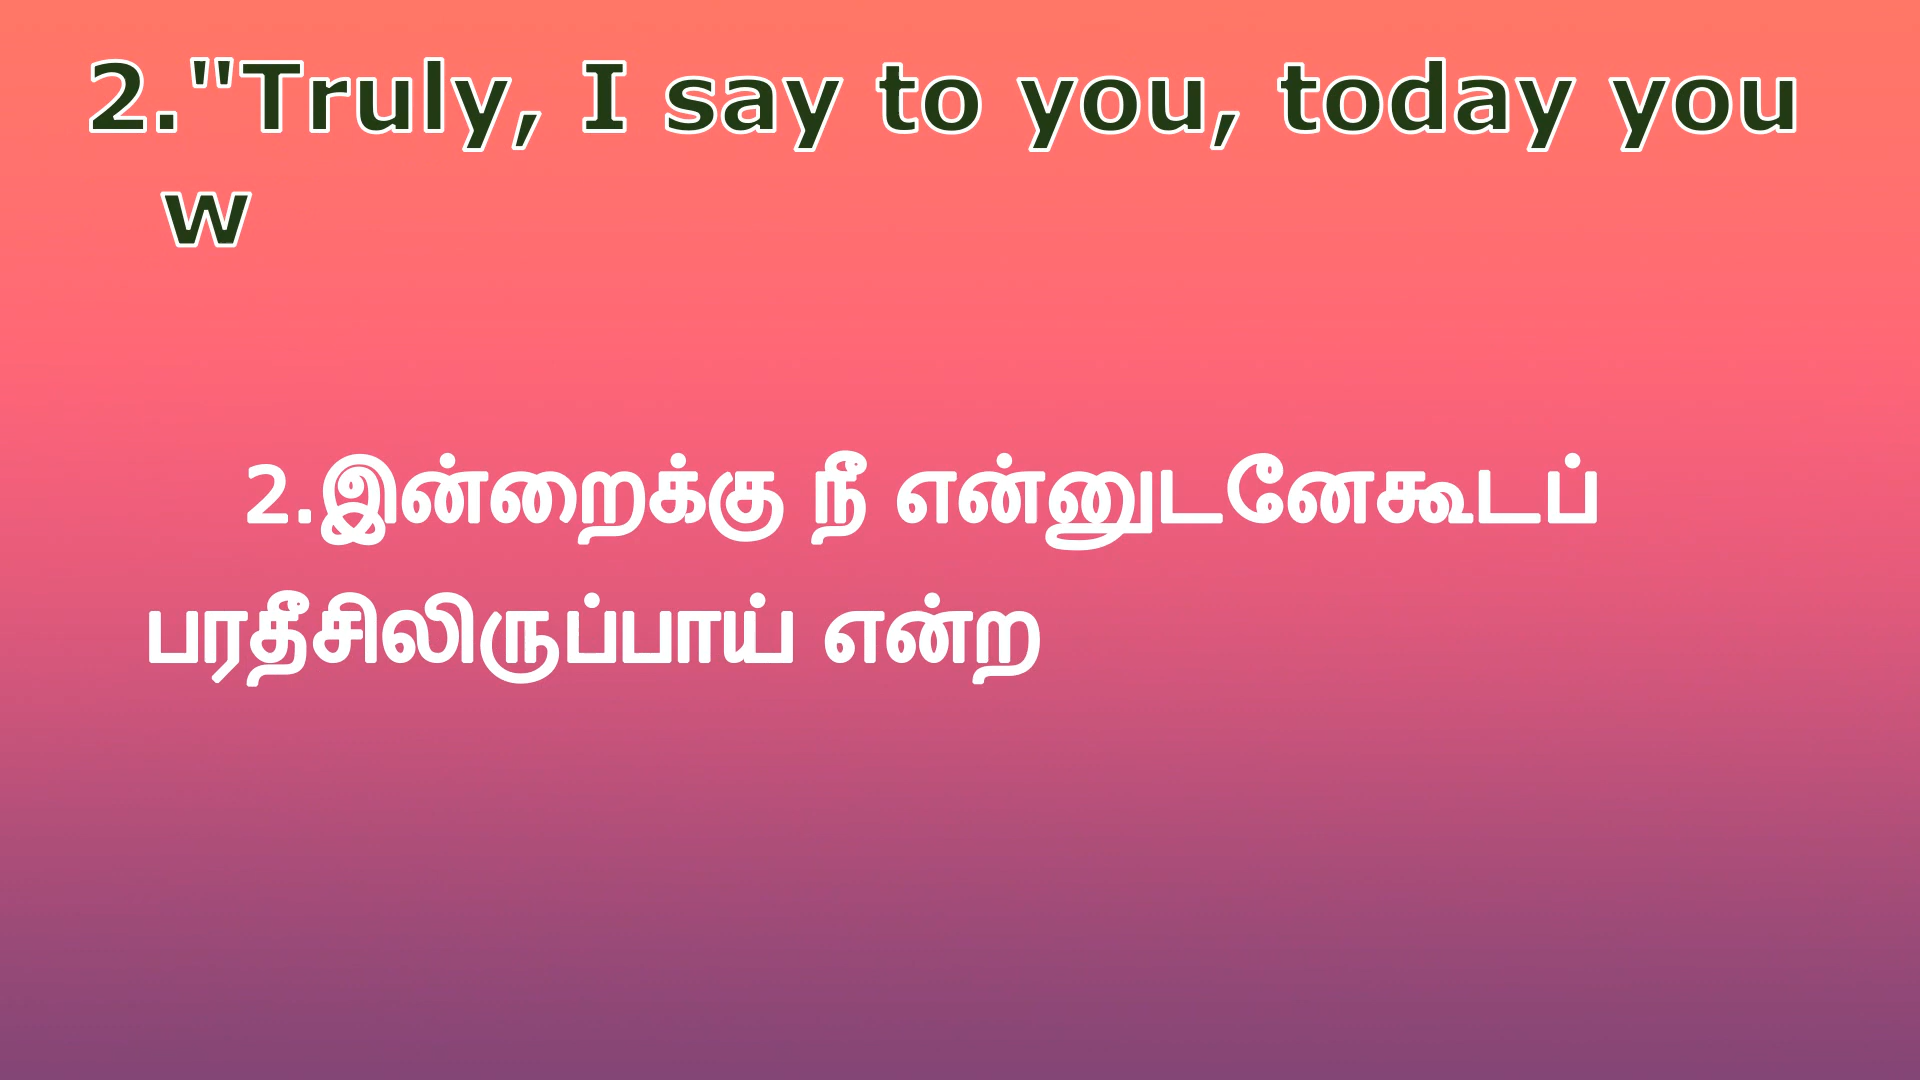 2."Truly, I say to you, today you
w
2.இன்றைக்கு நீ என்னுடனேகூடப்
பரதீசிலிருப்பாய் என்ற